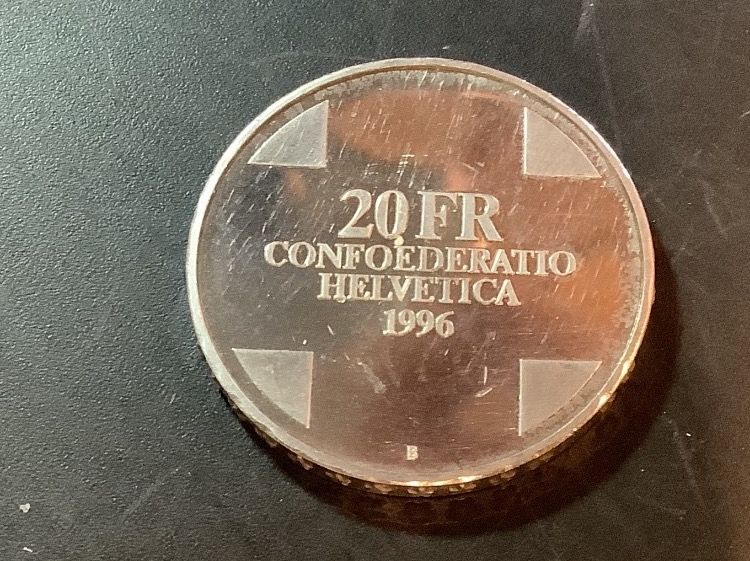 20 FR
CONFOEDERATIO
HELVETICA
1996
B